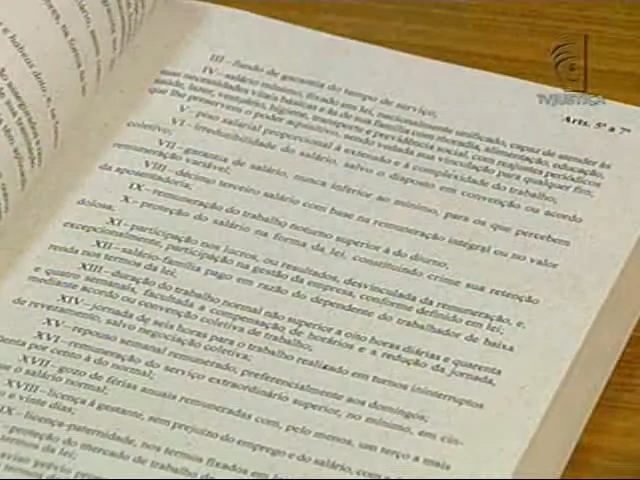 TVJUSTIÇA
Arts. 5º a 7º
III – fundo de garantia do tempo de serviço;
IV – salário mínimo, fixado em lei, nacionalmente unificado, capaz de atender às
suas necessidades vitais básicas e às de sua família com moradia, alimentação, educação,
saúde, lazer, vestuário, higiene, transporte e previdência social, com reajustes periódicos
que lhe preservem o poder aquisitivo, sendo vedada sua vinculação para qualquer fim;
V – piso salarial proporcional à extensão e à complexidade do trabalho;
VI – irredutibilidade do salário, salvo o disposto em convenção ou acordo
coletivo;
VII – garantia de salário, nunca inferior ao mínimo, para os que percebem
remuneração variável;
VIII – décimo terceiro salário com base na remuneração integral ou no valor
da aposentadoria;
IX – remuneração do trabalho noturno superior à do diurno;
X – proteção do salário na forma da lei, constituindo crime sua retenção
dolosa;
XI – participação nos lucros, ou resultados, desvinculada da remuneração, e,
excepcionalmente, participação na gestão da empresa, conforme definido em lei;
XII – salário-família pago em razão do dependente do trabalhador de baixa
renda nos termos da lei;
XIII – duração do trabalho normal não superior a oito horas diárias e quarenta
e quatro semanais, facultada a compensação de horários e a redução da jornada,
mediante acordo ou convenção coletiva de trabalho;
XIV – jornada de seis horas para o trabalho realizado em turnos ininterruptos
de revezamento, salvo negociação coletiva;
XV – repouso semanal remunerado, preferencialmente aos domingos;
XVI – remuneração do serviço extraordinário superior, no mínimo, em cin-
enta por cento à do normal;
XVII – gozo de férias anuais remuneradas com, pelo menos, um terço a mais
e o salário normal;
XVIII – licença à gestante, sem prejuízo do emprego e do salário, com a
e vinte dias;
IX – licença-paternidade, nos termos fixados em lei
proteção do mercado de trabalho
termos da lei;
aviso prévio